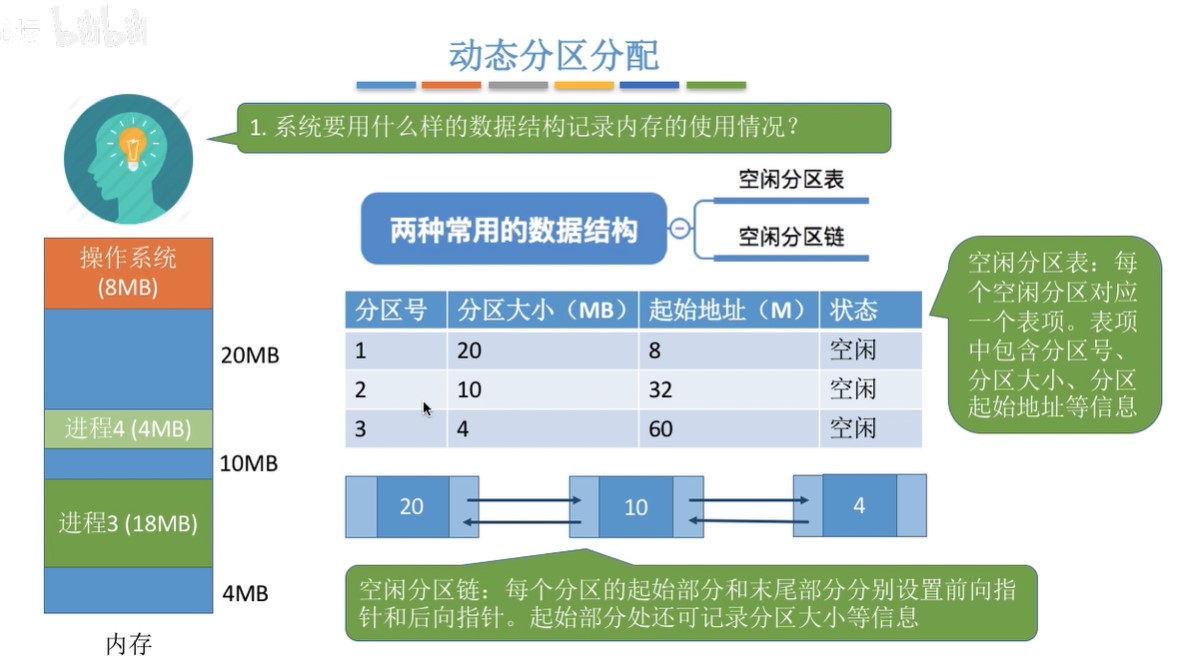 bilibili
动态分区分配
1. 系统要用什么样的数据结构记录内存的使用情况？
两种常用的数据结构
空闲分区表
空闲分区链
操作系统
(8MB)
20MB
进程4 (4MB)
10MB
进程3 (18MB)
4MB
内存
分区号 分区大小（MB） 起始地址（M） 状态
1 20 8 空闲
2 10 32 空闲
3 4 60 空闲
空闲分区表：每
个空闲分区对应
一个表项。表项
中包含分区号、
分区大小、分区
起始地址等信息
20 10 4
空闲分区链：每个分区的起始部分和末尾部分分别设置前向指
针和后向指针。起始部分处还可记录分区大小等信息